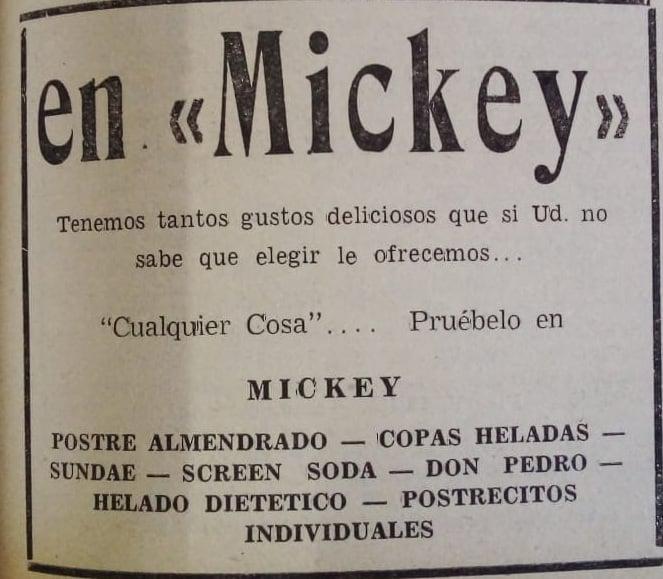 en «Mickey»
Tenemos tantos gustos deliciosos que si Ud. no
sabe que elegir le ofrecemos...
“Cualquier Cosa”.... Pruébelo en
MICKEY
POSTRE ALMENDRADO — COPAS HELADAS —
SUNDAE — SCREEN SODA — DON PEDRO —
HELADO DIETETICO — POSTRECITOS
INDIVIDUALES